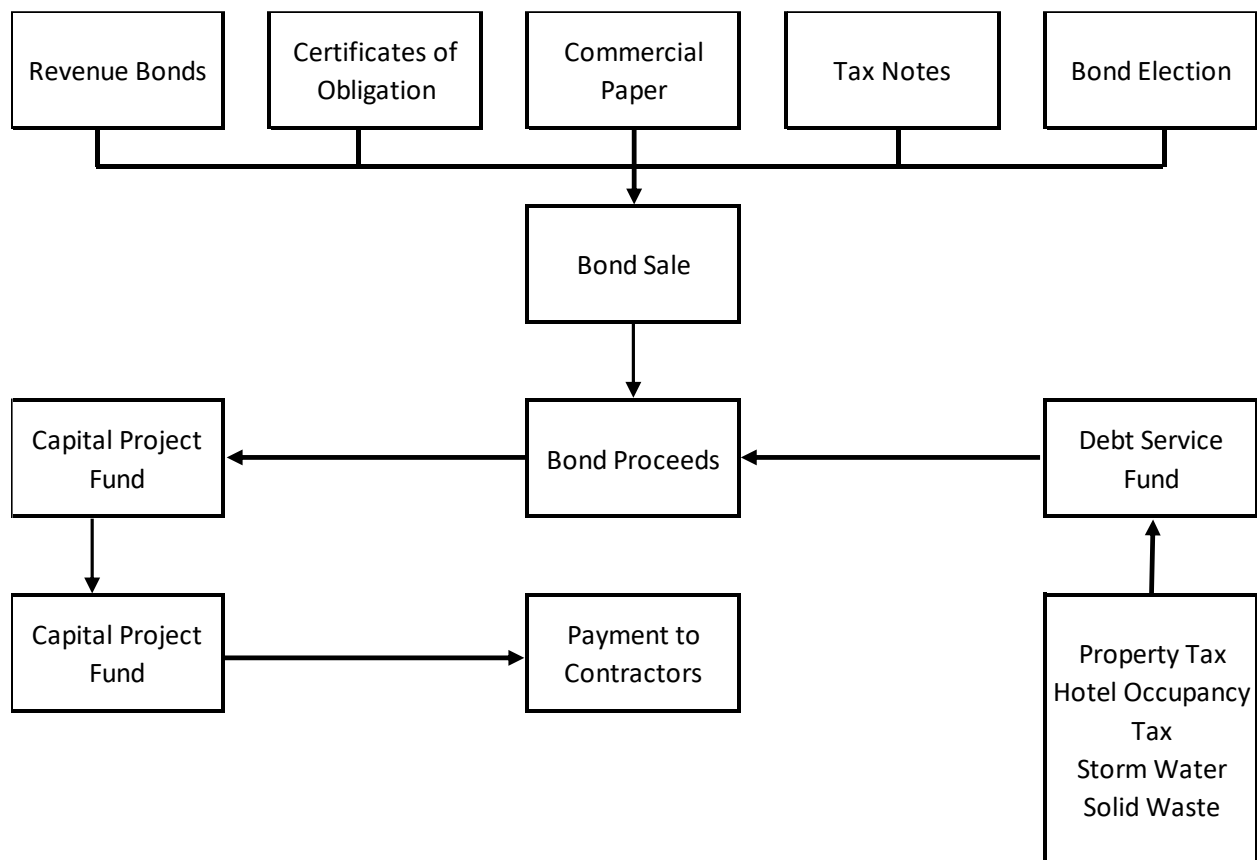 Revenue Bonds
Certificates of
Obligation
Commercial
Paper
Tax Notes
Bond Election
Bond Sale
Capital Project
Fund
Bond Proceeds
Debt Service
Fund
Capital Project
Fund
Payment to
Contractors
Property Tax
Hotel Occupancy
Tax
Storm Water
Solid Waste